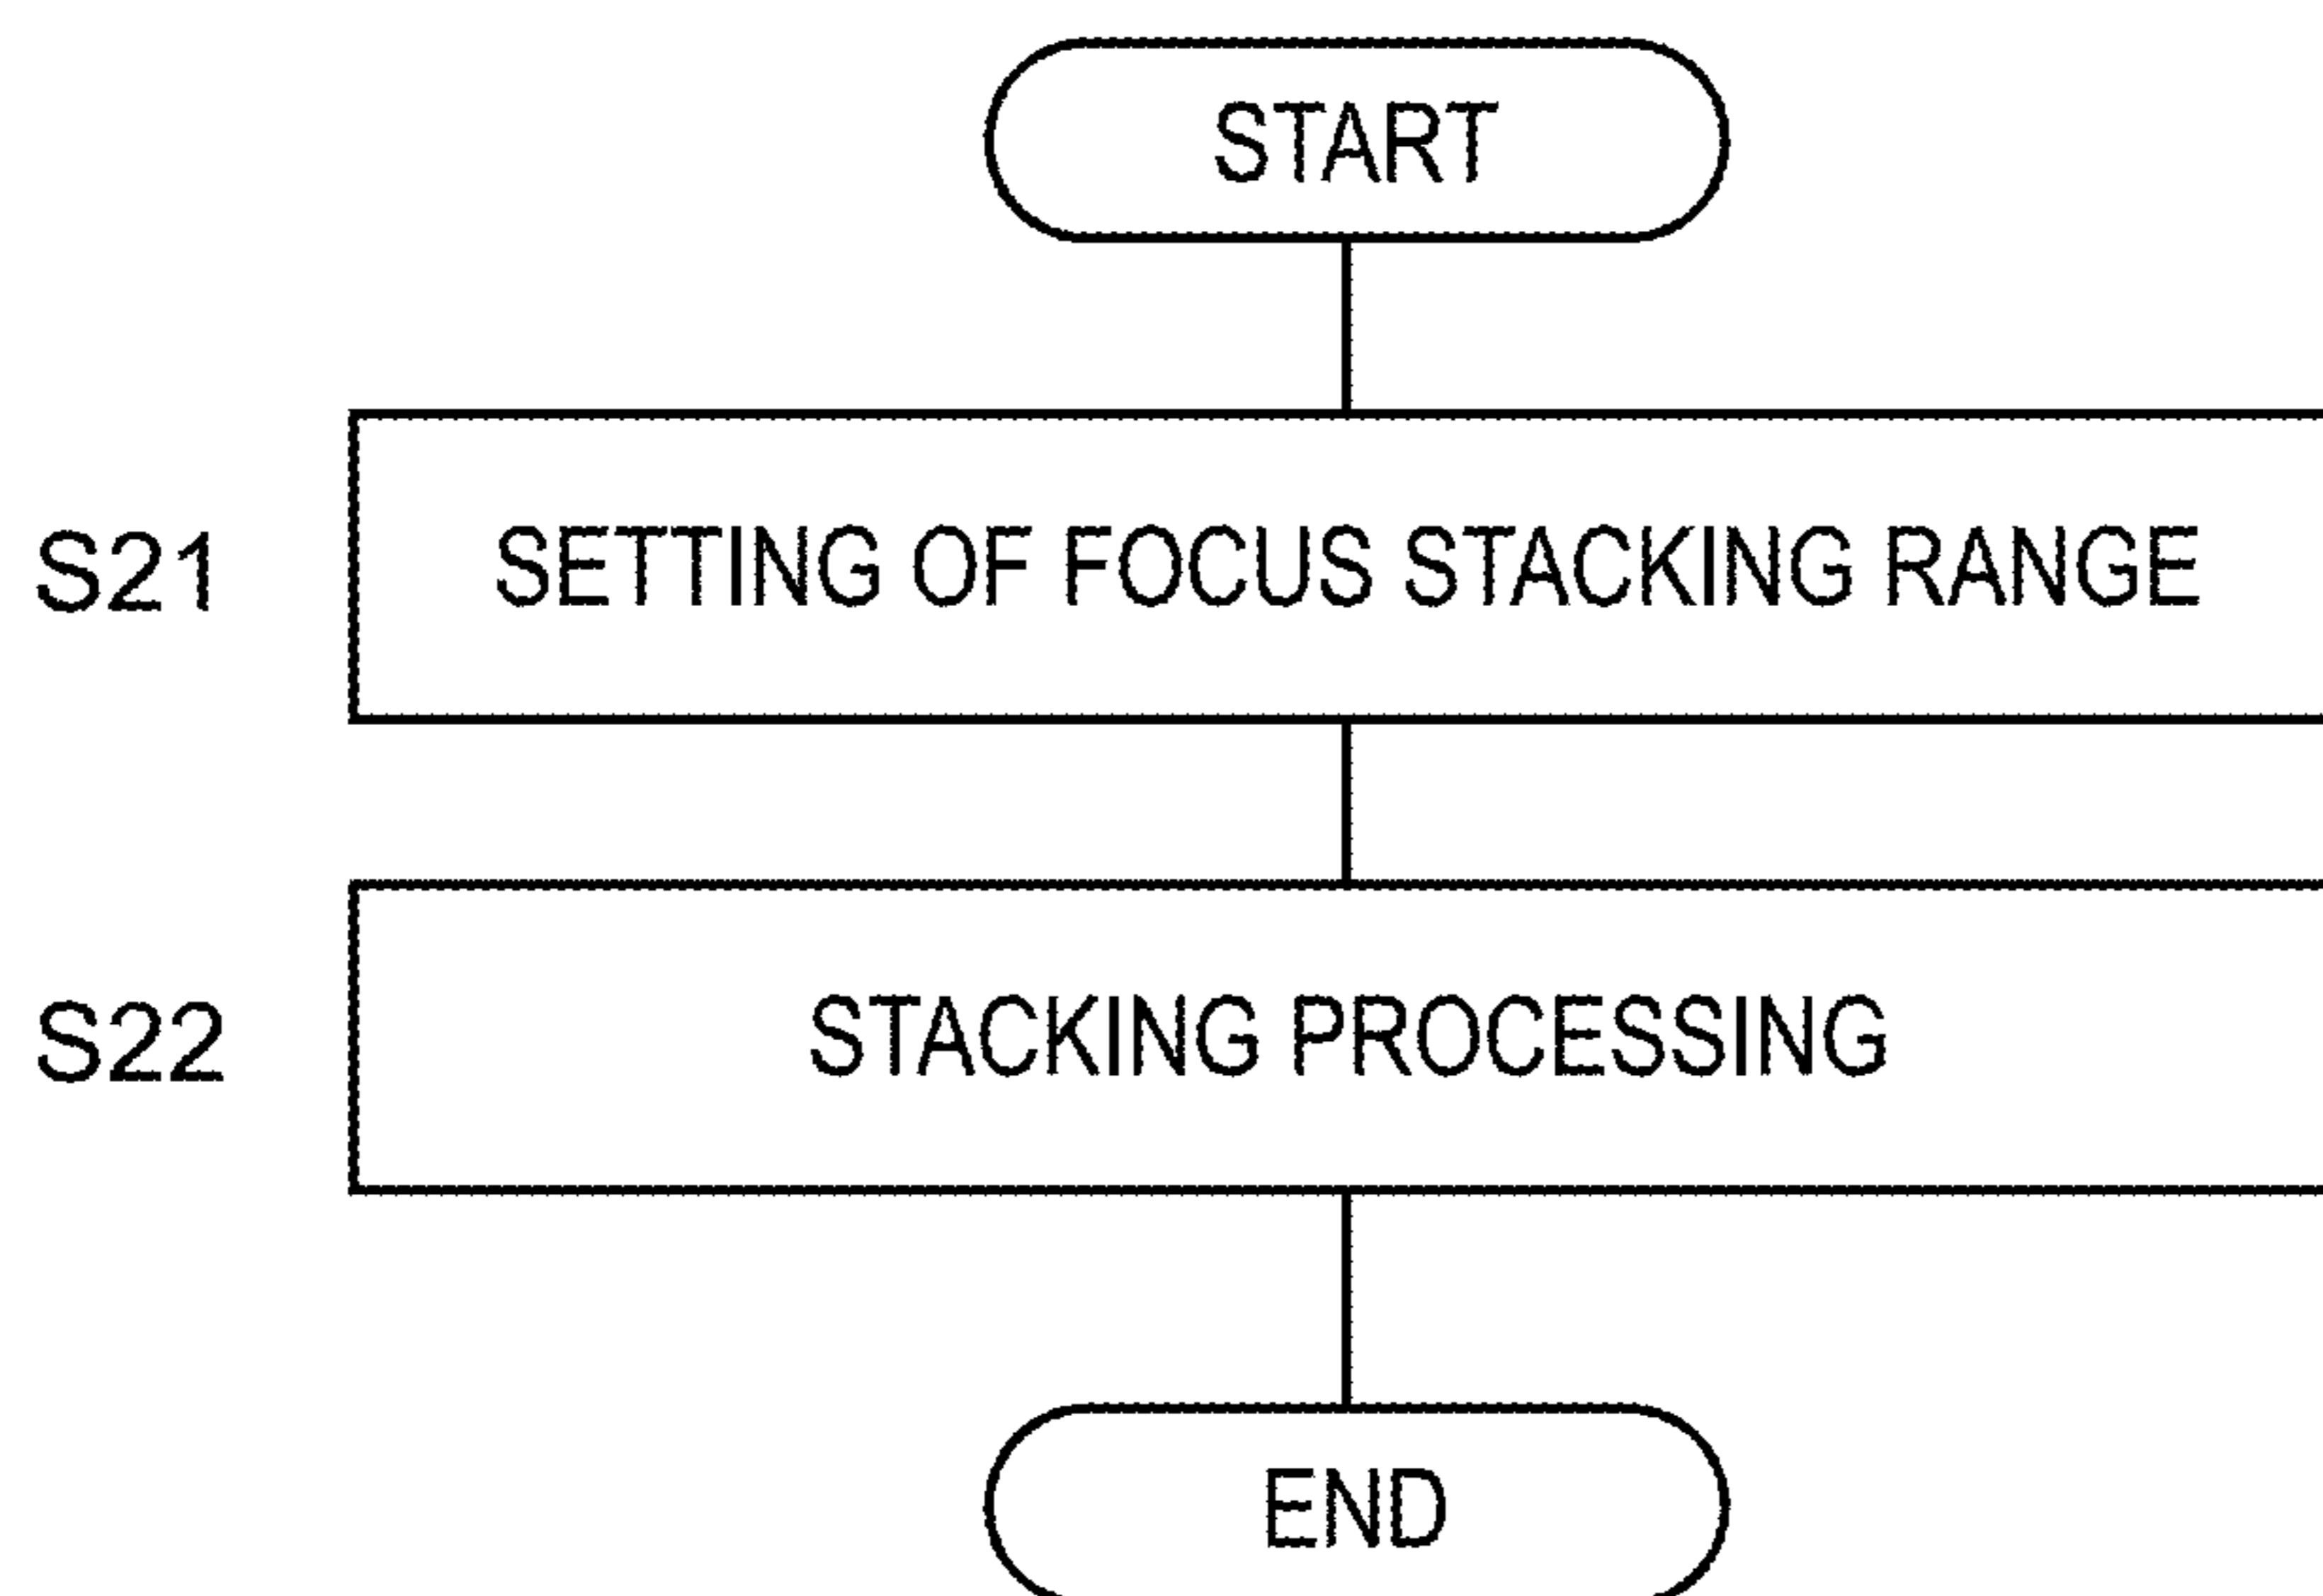 START
S21 SETTING OF FOCUS STACKING RANGE
S22 STACKING PROCESSING
END